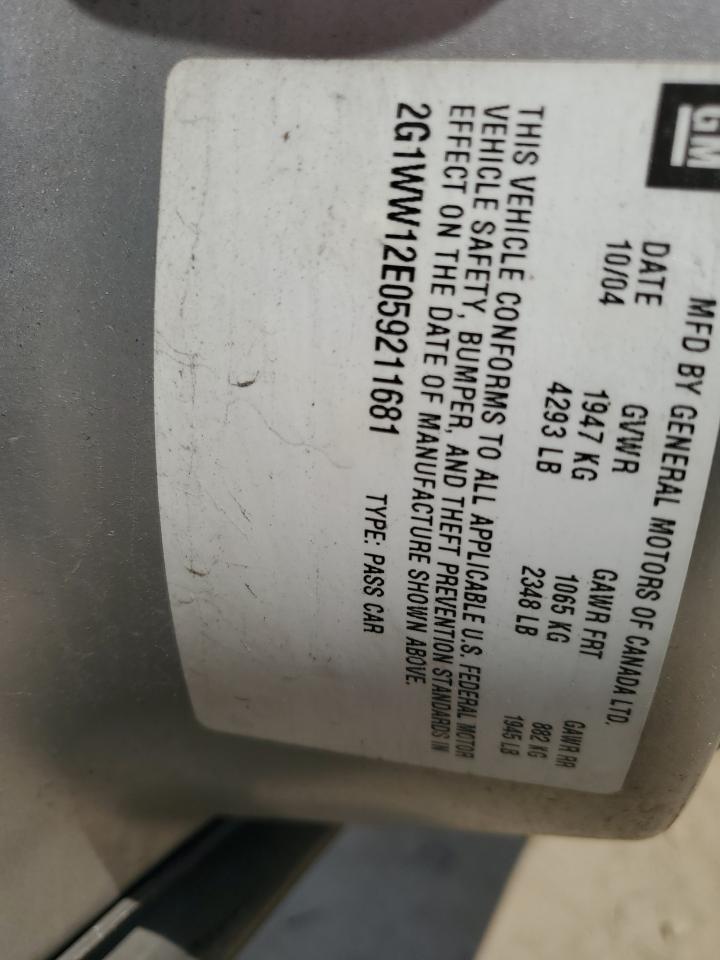 GM
MFD BY GENERAL MOTORS OF CANADA LTD.
DATE GVWR GAWR FRT GAWR RR
10/04 1947 KG 1065 KG 882 KG
4293 LB 2348 LB 1945 LB
THIS VEHICLE CONFORMS TO ALL APPLICABLE U.S. FEDERAL MOTOR
VEHICLE SAFETY, BUMPER, AND THEFT PREVENTION STANDARDS IN
EFFECT ON THE DATE OF MANUFACTURE SHOWN ABOVE.
2G1WW12E059211681 TYPE: PASS CAR